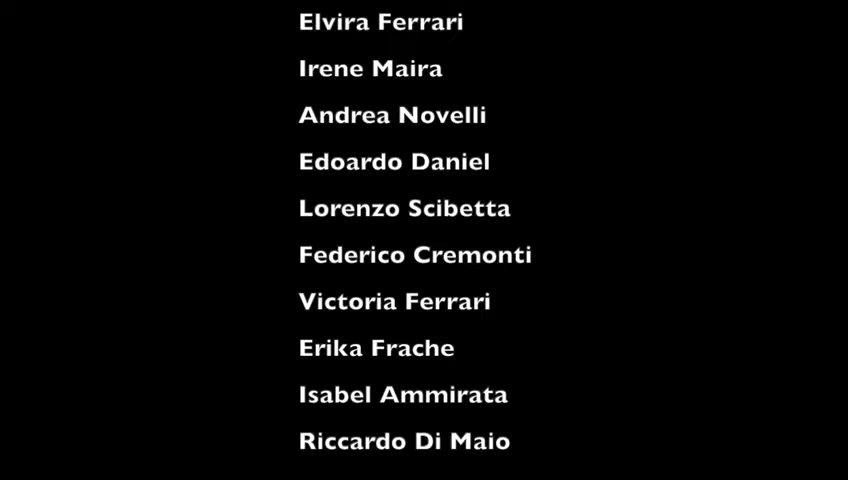 Elvira Ferrari
Irene Maira
Andrea Novelli
Edoardo Daniel
Lorenzo Scibetta
Federico Cremonti
Victoria Ferrari
Erika Frache
Isabel Ammirata
Riccardo Di Maio